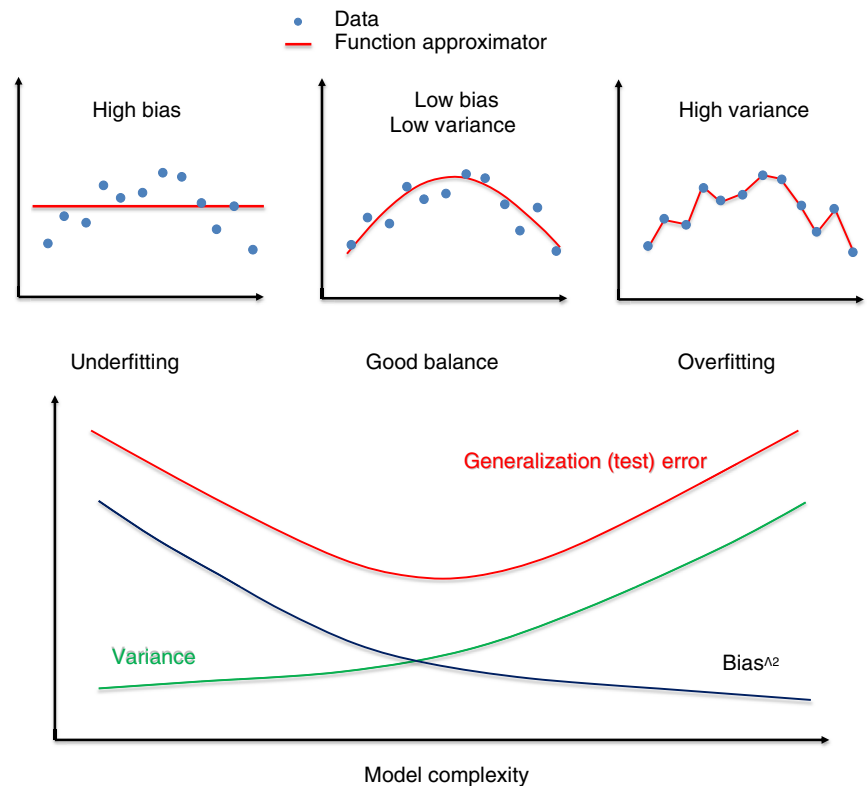 Data
Function approximator
High bias
Low bias
Low variance
High variance
Underfitting
Good balance
Overfitting
Generalization (test) error
Variance
Bias^2
Model complexity